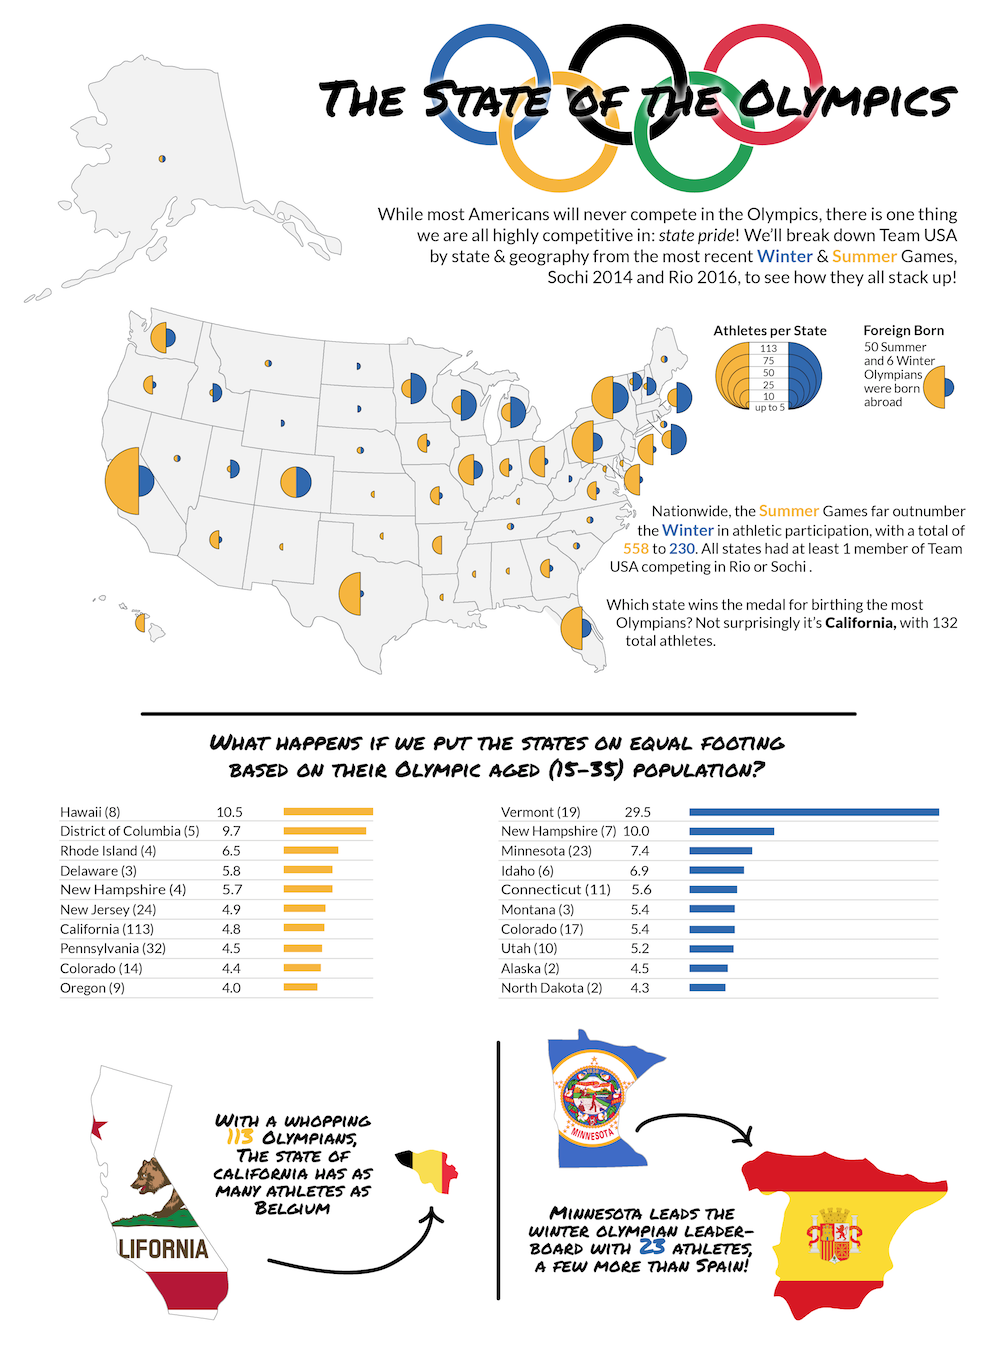 The State of the Olympics
While most Americans will never compete in the Olympics, there is one thing
we are all highly competitive in: state pride! We'll break down Team USA
by state & geography from the most recent Winter & Summer Games,
Sochi 2014 and Rio 2016, to see how they all stack up!
Athletes per State
113
75
50
25
10
up to 5
Foreign Born
50 Summer
and 6 Winter
Olympians
were born
abroad
Nationwide, the Summer Games far outnumber
the Winter in athletic participation, with a total of
558 to 230. All states had at least 1 member of Team
USA competing in Rio or Sochi .
Which state wins the medal for birthing the most
Olympians? Not surprisingly it's California, with 132
total athletes.
What happens if we put the states on equal footing
based on their Olympic aged (15-35) population?
Hawaii (8) 10.5
District of Columbia (5) 9.7
Rhode Island (4) 6.5
Delaware (3) 5.8
New Hampshire (4) 5.7
New Jersey (24) 4.9
California (113) 4.8
Pennsylvania (32) 4.5
Colorado (14) 4.4
Oregon (9) 4.0
Vermont (19) 29.5
New Hampshire (7) 10.0
Minnesota (23) 7.4
Idaho (6) 6.9
Connecticut (11) 5.6
Montana (3) 5.4
Colorado (17) 5.4
Utah (10) 5.2
Alaska (2) 4.5
North Dakota (2) 4.3
With a whopping
113 Olympians,
The state of
california has as
many athletes as
Belgium
LIFORNIA
MINNESOTA
Minnesota leads the
winter olympian leader-
board with 23 athletes,
a few more than Spain!